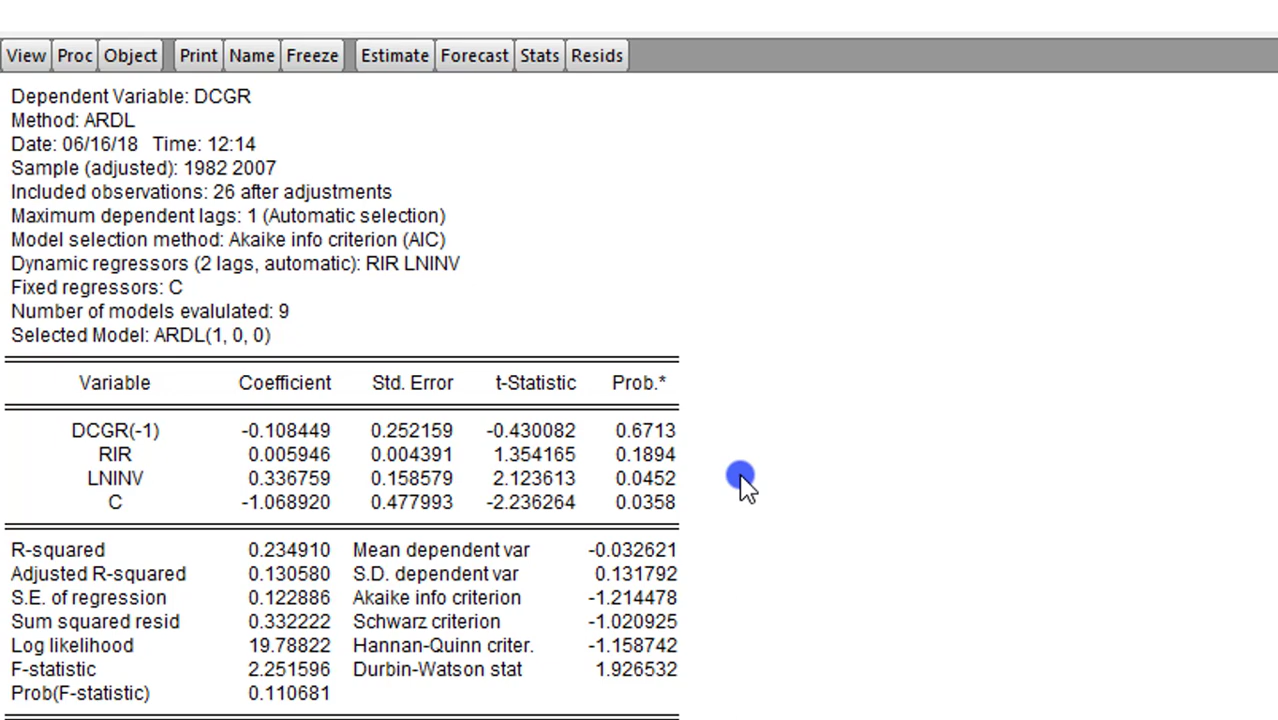 View Proc Object Print Name Freeze Estimate Forecast Stats Resids
Dependent Variable: DCGR
Method: ARDL
Date: 06/16/18 Time: 12:14
Sample (adjusted): 1982 2007
Included observations: 26 after adjustments
Maximum dependent lags: 1 (Automatic selection)
Model selection method: Akaike info criterion (AIC)
Dynamic regressors (2 lags, automatic): RIR LNINV
Fixed regressors: C
Number of models evalulated: 9
Selected Model: ARDL(1, 0, 0)
Variable Coefficient Std. Error t-Statistic Prob.*
DCGR(-1) -0.108449 0.252159 -0.430082 0.6713
RIR 0.005946 0.004391 1.354165 0.1894
LNINV 0.336759 0.158579 2.123613 0.0452
C -1.068920 0.477993 -2.236264 0.0358
R-squared 0.234910 Mean dependent var -0.032621
Adjusted R-squared 0.130580 S.D. dependent var 0.131792
S.E. of regression 0.122886 Akaike info criterion -1.214478
Sum squared resid 0.332222 Schwarz criterion -1.020925
Log likelihood 19.78822 Hannan-Quinn criter. -1.158742
F-statistic 2.251596 Durbin-Watson stat 1.926532
Prob(F-statistic) 0.110681